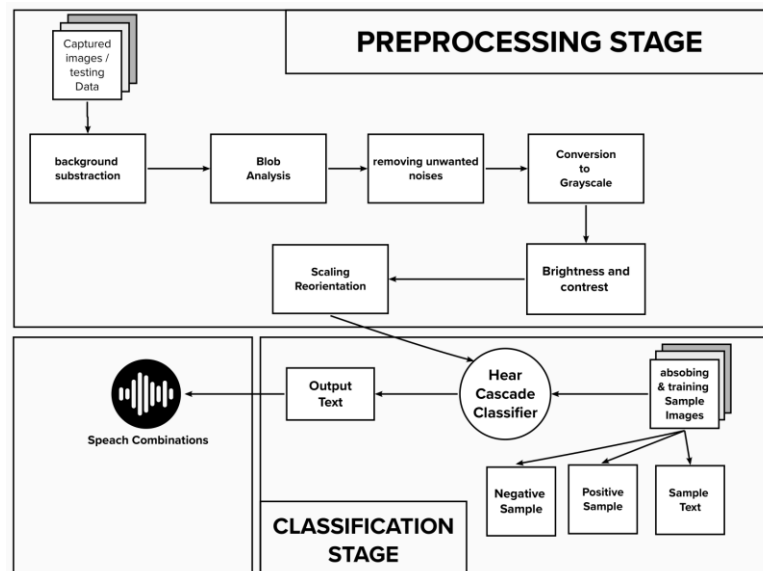 Captured
images /
testing
Data
PREPROCESSING STAGE
background
substraction
Blob
Analysis
removing unwanted
noises
Conversion
to
Grayscale
Scaling
Reorientation
Brightness and
contrest
Speach Combinations
Output
Text
Hear
Cascade
Classifier
absobing
& training
Sample
Images
Negative
Sample
Positive
Sample
Sample
Text
CLASSIFICATION
STAGE